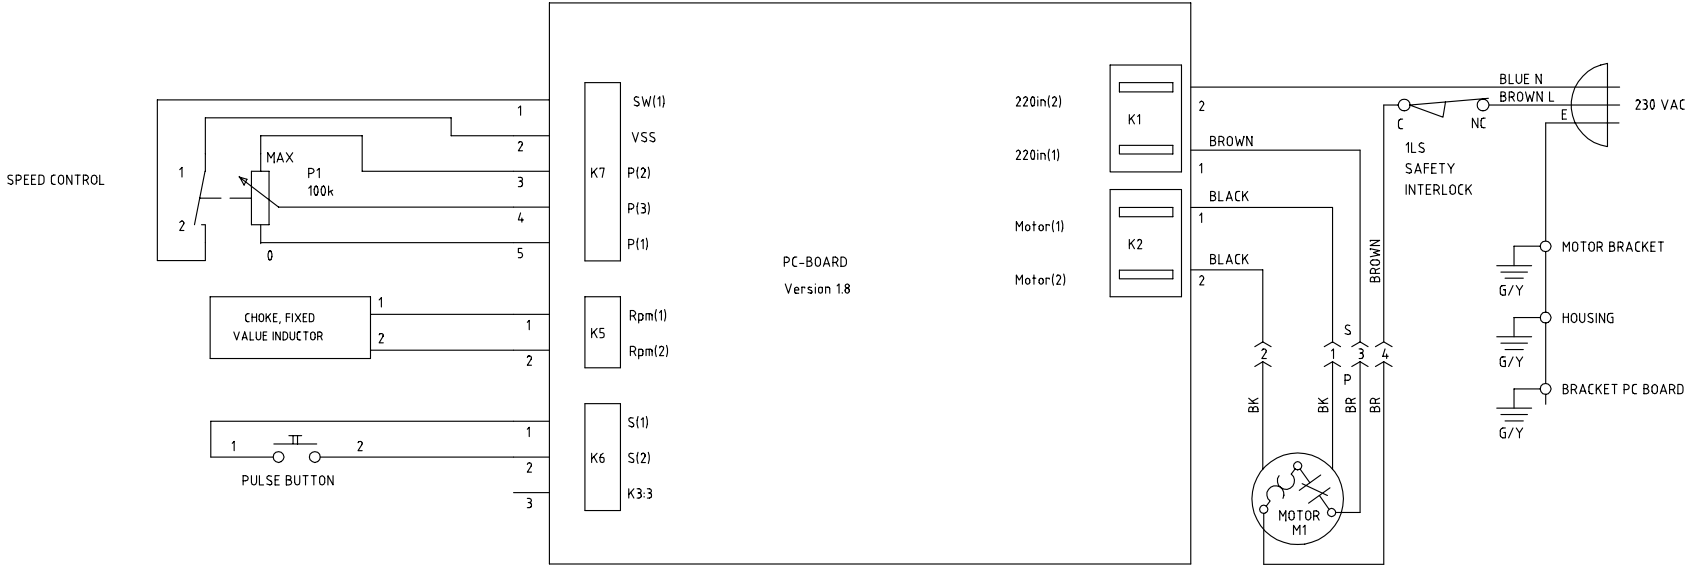 SPEED CONTROL
1
2
MAX
P1
100k
0
1
2
3
4
5
SW(1)
VSS
P(2)
P(3)
P(1)
K7
CHOKE, FIXED
VALUE INDUCTOR
1
2
1
2
K5
Rpm(1)
Rpm(2)
1
2
PULSE BUTTON
1
2
3
K6
S(1)
S(2)
K3:3
PC-BOARD
Version 1.8
220in(2)
220in(1)
K1
2
1
Motor(1)
Motor(2)
K2
1
2
BROWN
BLACK
BLACK
BROWN
S
2
1
3
4
P
BK
BK
BR
BR
MOTOR
M1
BLUE N
BROWN L
E
230 VAC
C
NC
1LS
SAFETY
INTERLOCK
MOTOR BRACKET
G/Y
HOUSING
G/Y
BRACKET PC BOARD
G/Y